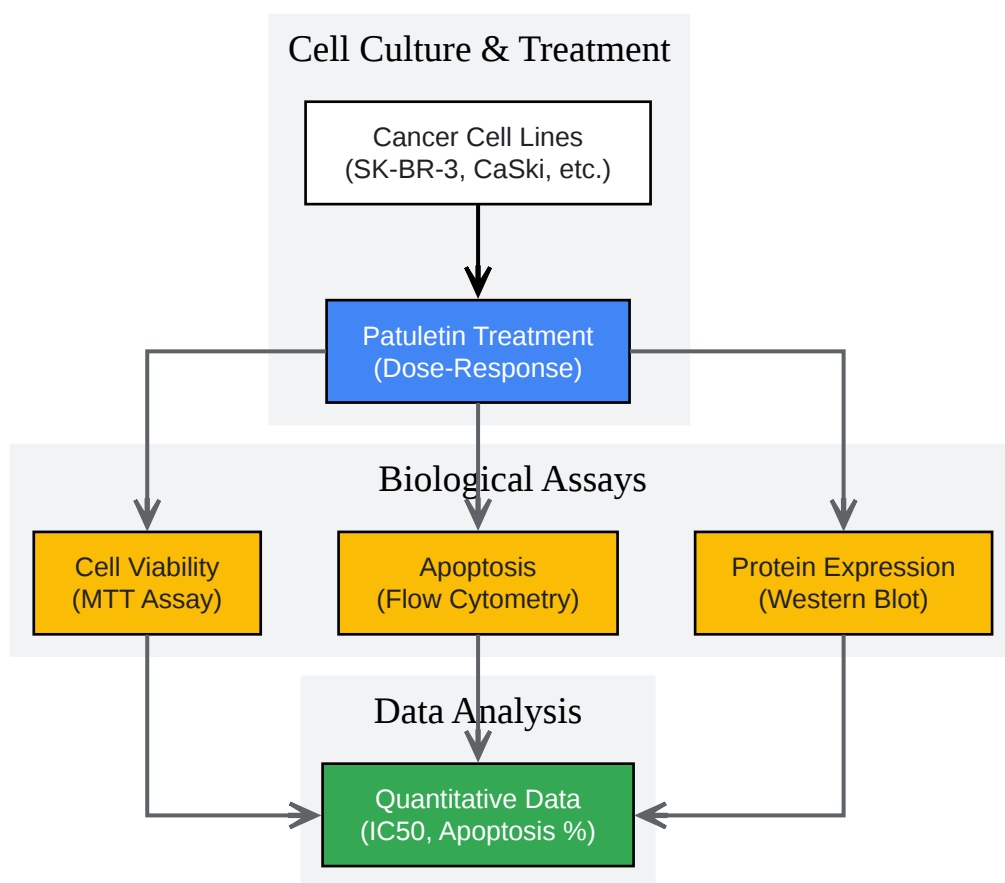 Cell Culture & Treatment
Cancer Cell Lines
(SK-BR-3, CaSki, etc.)
Patuletin Treatment
(Dose-Response)
Biological Assays
Cell Viability
(MTT Assay)
Apoptosis
(Flow Cytometry)
Protein Expression
(Western Blot)
Data Analysis
Quantitative Data
(IC50, Apoptosis %)